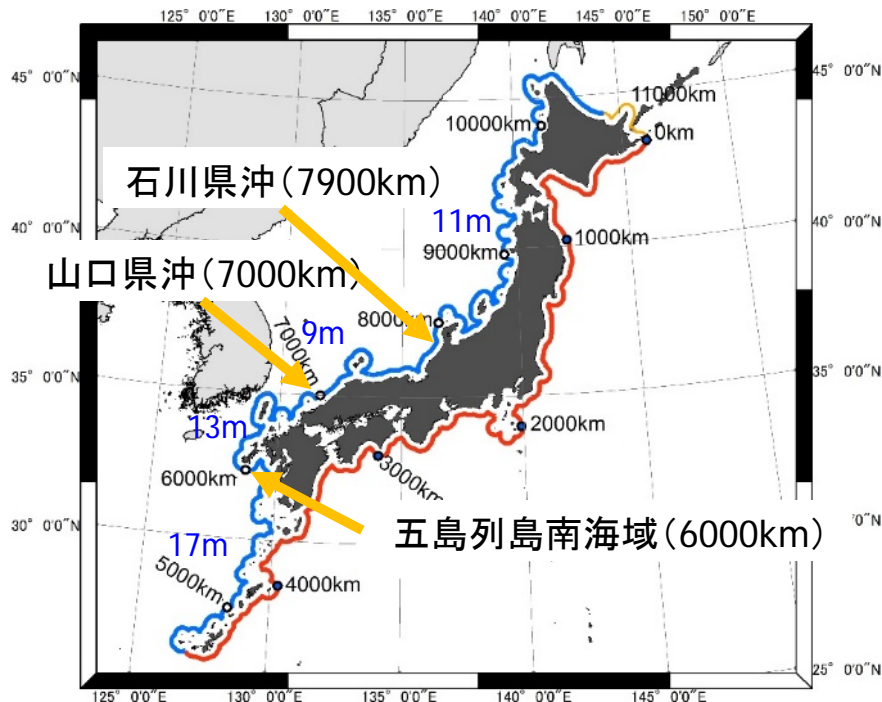 125° 0'0"E
130° 0'0"E
135° 0'0"E
140° 0'0"E
145° 0'0"E
150° 0'0"E
45° 0'0"N
45° 0'0"N
11000km
10000km
0km
石川県沖(7900km)
11m
40° 0'0"N
40° 0'0"N
1000km
9000km
山口県沖(7000km)
8000km
9m
7000km
35° 0'0"N
35° 0'0"N
13m
2000km
6000km
3000km
30° 0'0"N
0'0"N
五島列島南海域(6000km)
17m
5000km
4000km
25° 0'0"N
125° 0'0"E
130° 0'0"E
135° 0'0"E
140° 0'0"E
145° 0'0"E